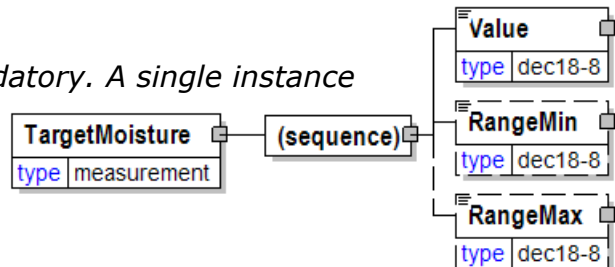 datory. A single instance
TargetMoisture
type measurement
(sequence)
Value
type dec18-8
RangeMin
type dec18-8
RangeMax
type dec18-8